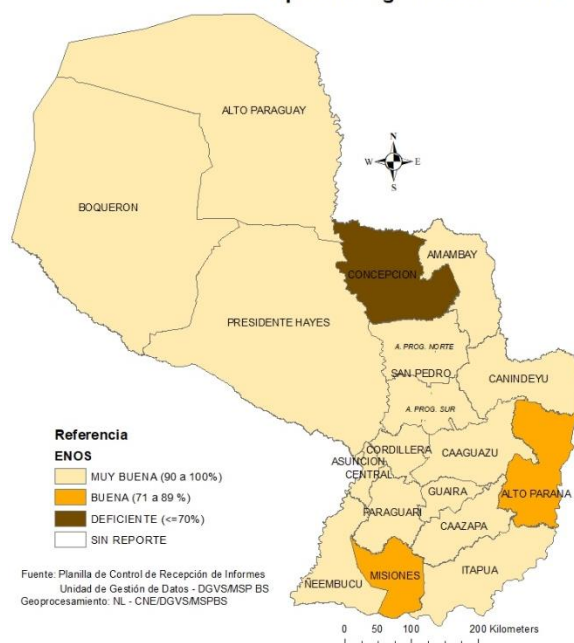 ALTO PARAGUAY
N
W E
S
BOQUERON
CONCEPCION
AMAMBAY
PRESIDENTE HAYES
A. PROG. NORTE
SAN PEDRO
CANINDEYU
A. PROG. SUR
CORDILLERA
ASUNCION
CENTRAL
CAAGUAZU
GUAIRA
ALTO PARANA
PARAGUARI
CAAZAPA
ÑEEMBUCU
MISIONES
ITAPUA
Referencia
ENOS
MUY BUENA (90 a 100%)
BUENA (71 a 89 %)
DEFICIENTE (<=70%)
SIN REPORTE
Fuente: Planilla de Control de Recepción de Informes
Unidad de Gestión de Datos - DGVS/MSP BS
Geoprocesamiento: NL - CNE/DGVS/MSPBS
0 50 100 200 Kilometers